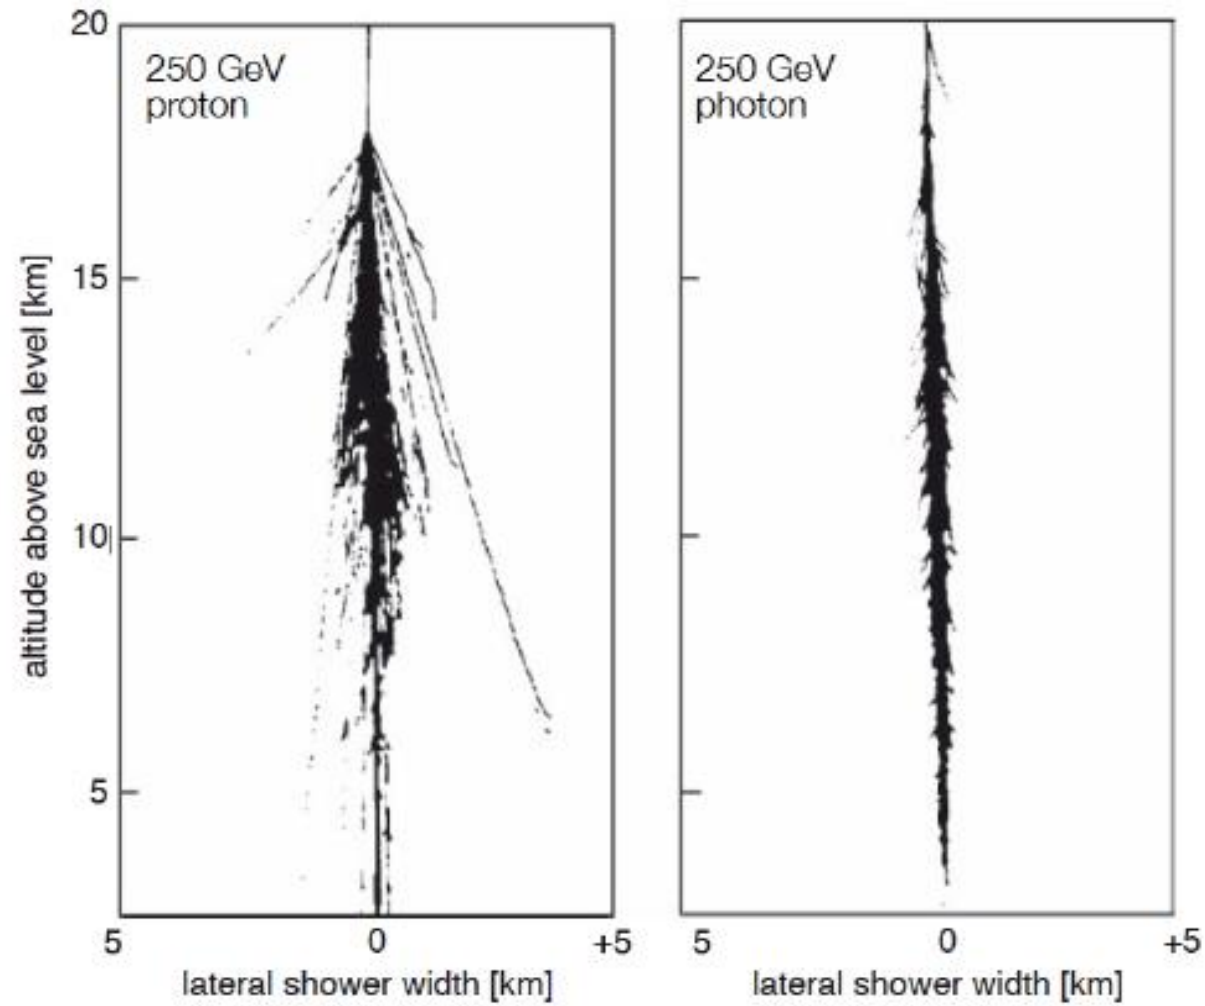 20
15
10
5
altitude above sea level [km]
250 GeV
proton
5 0 +5
lateral shower width [km]
250 GeV
photon
5 0 +5
lateral shower width [km]